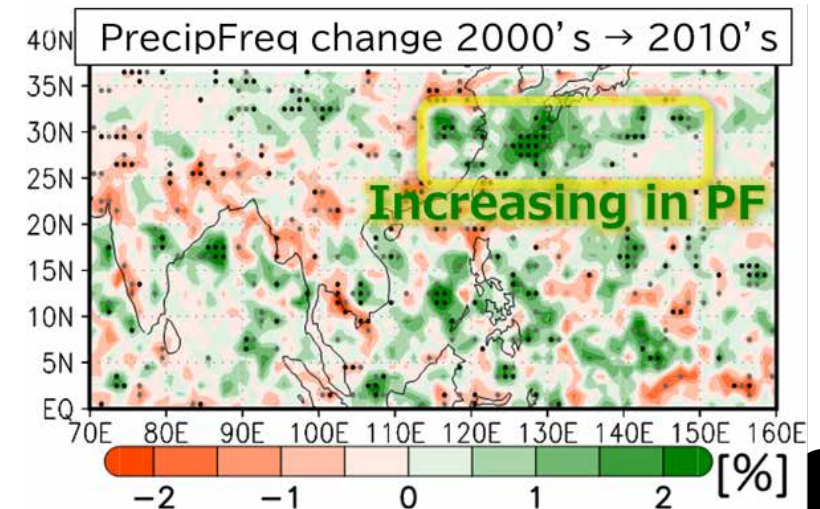 PrecipFreq change 2000's → 2010's
40N
35N
30N
25N
Increasing in PF
20N
15N
10N
5N
EQ
70E 80E 90E 100E 110E 120E 130E 140E 150E 160E
−2 −1 0 1 2 [%]